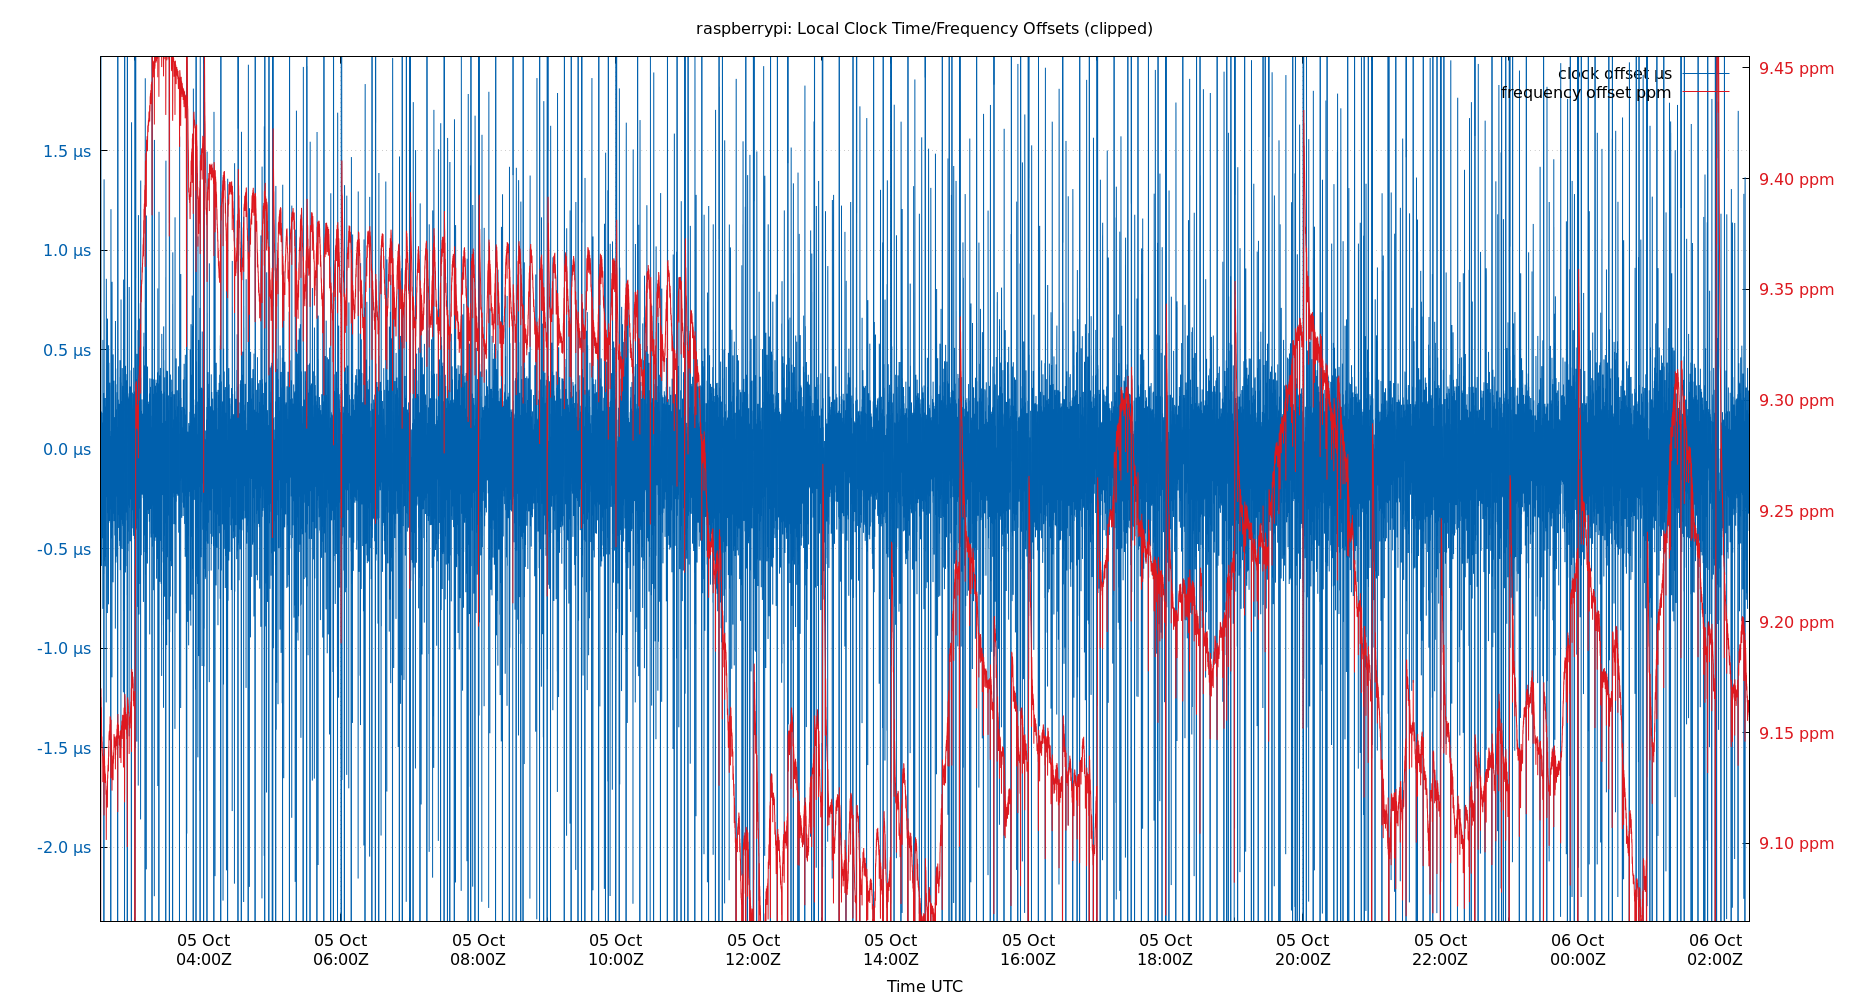 raspberrypi: Local Clock Time/Frequency Offsets (clipped)
clock offset µs
frequency offset ppm
1.5 µs
1.0 µs
0.5 µs
0.0 µs
-0.5 µs
-1.0 µs
-1.5 µs
-2.0 µs
9.45 ppm
9.40 ppm
9.35 ppm
9.30 ppm
9.25 ppm
9.20 ppm
9.15 ppm
9.10 ppm
05 Oct 05 Oct 05 Oct 05 Oct 05 Oct 05 Oct 05 Oct 05 Oct 05 Oct 05 Oct 06 Oct 06 Oct
04:00Z 06:00Z 08:00Z 10:00Z 12:00Z 14:00Z 16:00Z 18:00Z 20:00Z 22:00Z 00:00Z 02:00Z
Time UTC